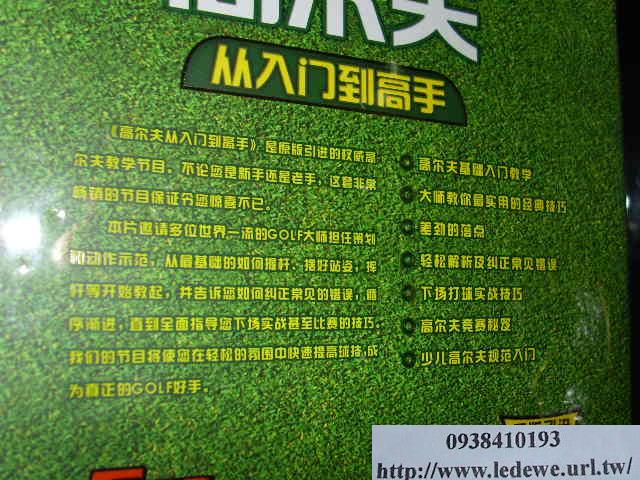 高尔夫
从入门到高手
《高尔夫从入门到高手》是原版引进的权威高
尔夫教学节目。不论您是新手还是老手，这套非常
畅销的节目保证令您惊喜不已。
本片邀请多位世界一流的GOLF大师担任策划
和动作示范，从最基础的如何握杆、摆好站姿，挥
杆等开始教起，并告诉您如何纠正常见的错误，循
序渐进，直到全面指导您下场实战甚至比赛的技巧。
我们的节目将使您在轻松的氛围中快速提高球技，成
为真正的GOLF好手。
高尔夫基础入门教学
大师教你最实用的经典技巧
差劲的落点
轻松解析及纠正常见错误
下场打球实战技巧
高尔夫竞赛秘笈
少儿高尔夫规范入门
0938410193
http://www.ledewe.url.tw/